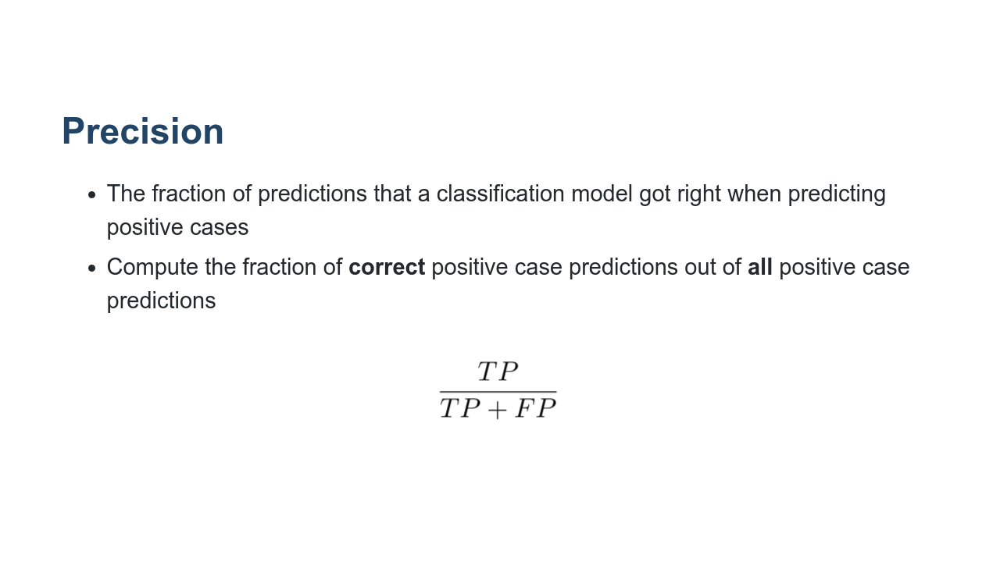 Precision
• The fraction of predictions that a classification model got right when predicting
positive cases
• Compute the fraction of correct positive case predictions out of all positive case
predictions
TP
TP + FP